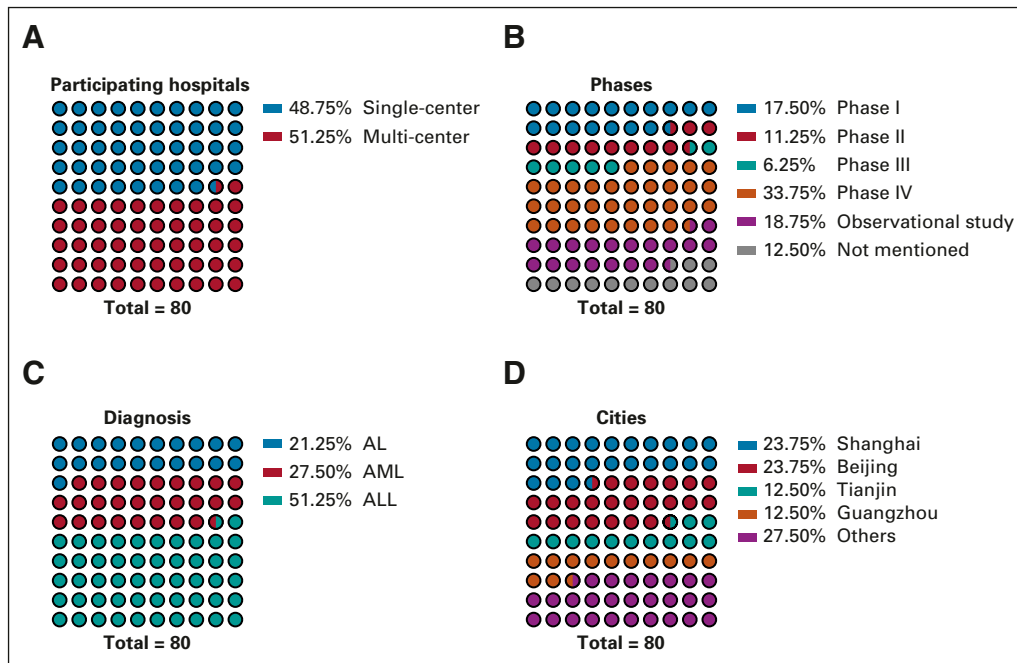 A
Participating hospitals
48.75% Single-center
51.25% Multi-center
Total = 80
B
Phases
17.50% Phase I
11.25% Phase II
6.25% Phase III
33.75% Phase IV
18.75% Observational study
12.50% Not mentioned
Total = 80
C
Diagnosis
21.25% AL
27.50% AML
51.25% ALL
Total = 80
D
Cities
23.75% Shanghai
23.75% Beijing
12.50% Tianjin
12.50% Guangzhou
27.50% Others
Total = 80